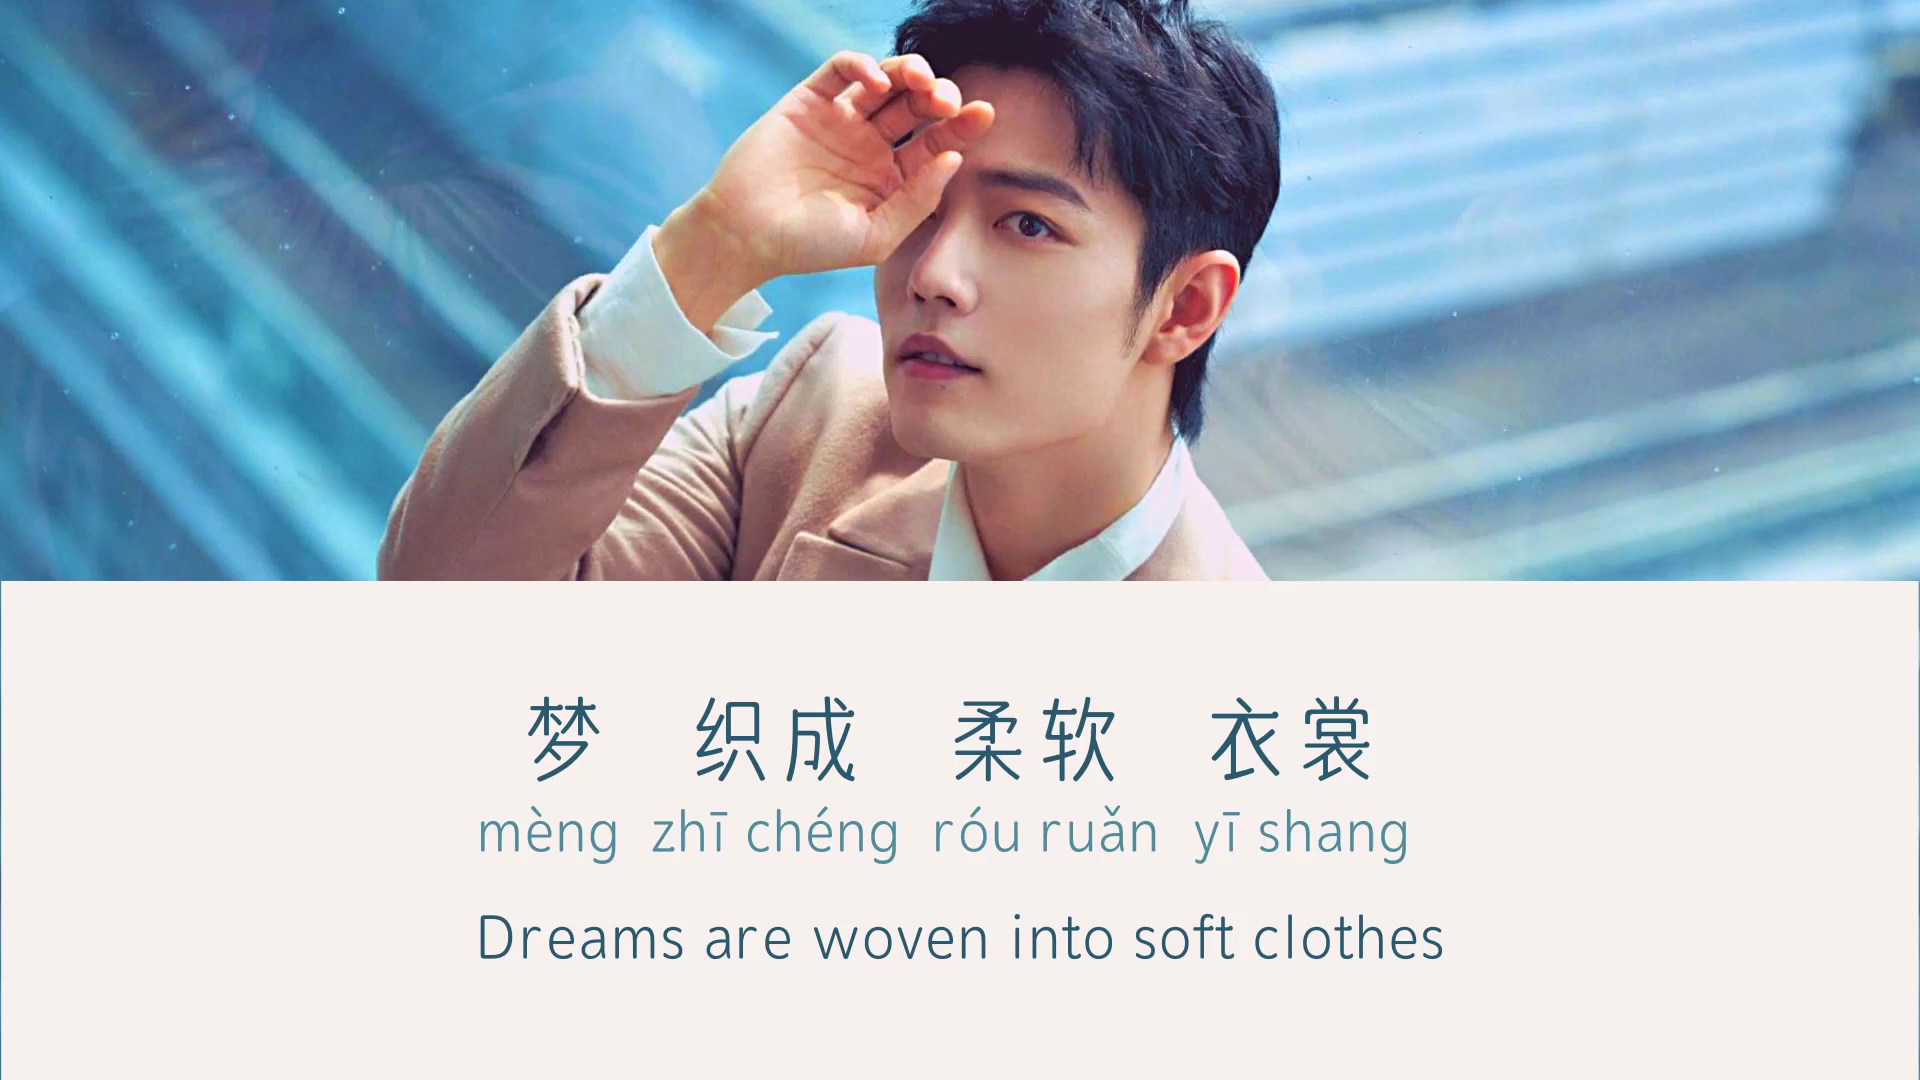 梦 织成 柔软 衣裳
mèng zhī chéng róu ruǎn yī shang
Dreams are woven into soft clothes